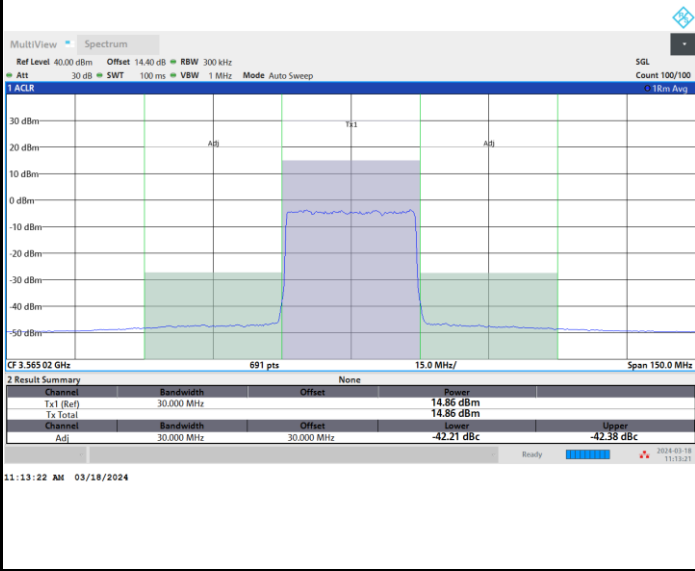 MultiView Spectrum
Ref Level 40.00 dBm Offset 14.40 dB RBW 300 kHz SGL
Att 30 dB SWT 100 ms VBW 1 MHz Mode Auto Sweep Count 100/100
1 ACLR 1Rm Avg
30 dBm
Tx1
20 dBm
Adj Adj
10 dBm
0 dBm
-10 dBm
-20 dBm
-30 dBm
-40 dBm
-50 dBm
CF 3.565 02 GHz 691 pts 15.0 MHz/ Span 150.0 MHz
2 Result Summary None
Channel Bandwidth Offset Power
Tx1 (Ref) 30.000 MHz 14.86 dBm
Tx Total 14.86 dBm
Channel Bandwidth Offset Lower Upper
Adj 30.000 MHz 30.000 MHz -42.21 dBc -42.38 dBc
Ready 2024-03-18
11:13:21
11:13:22 AM 03/18/2024